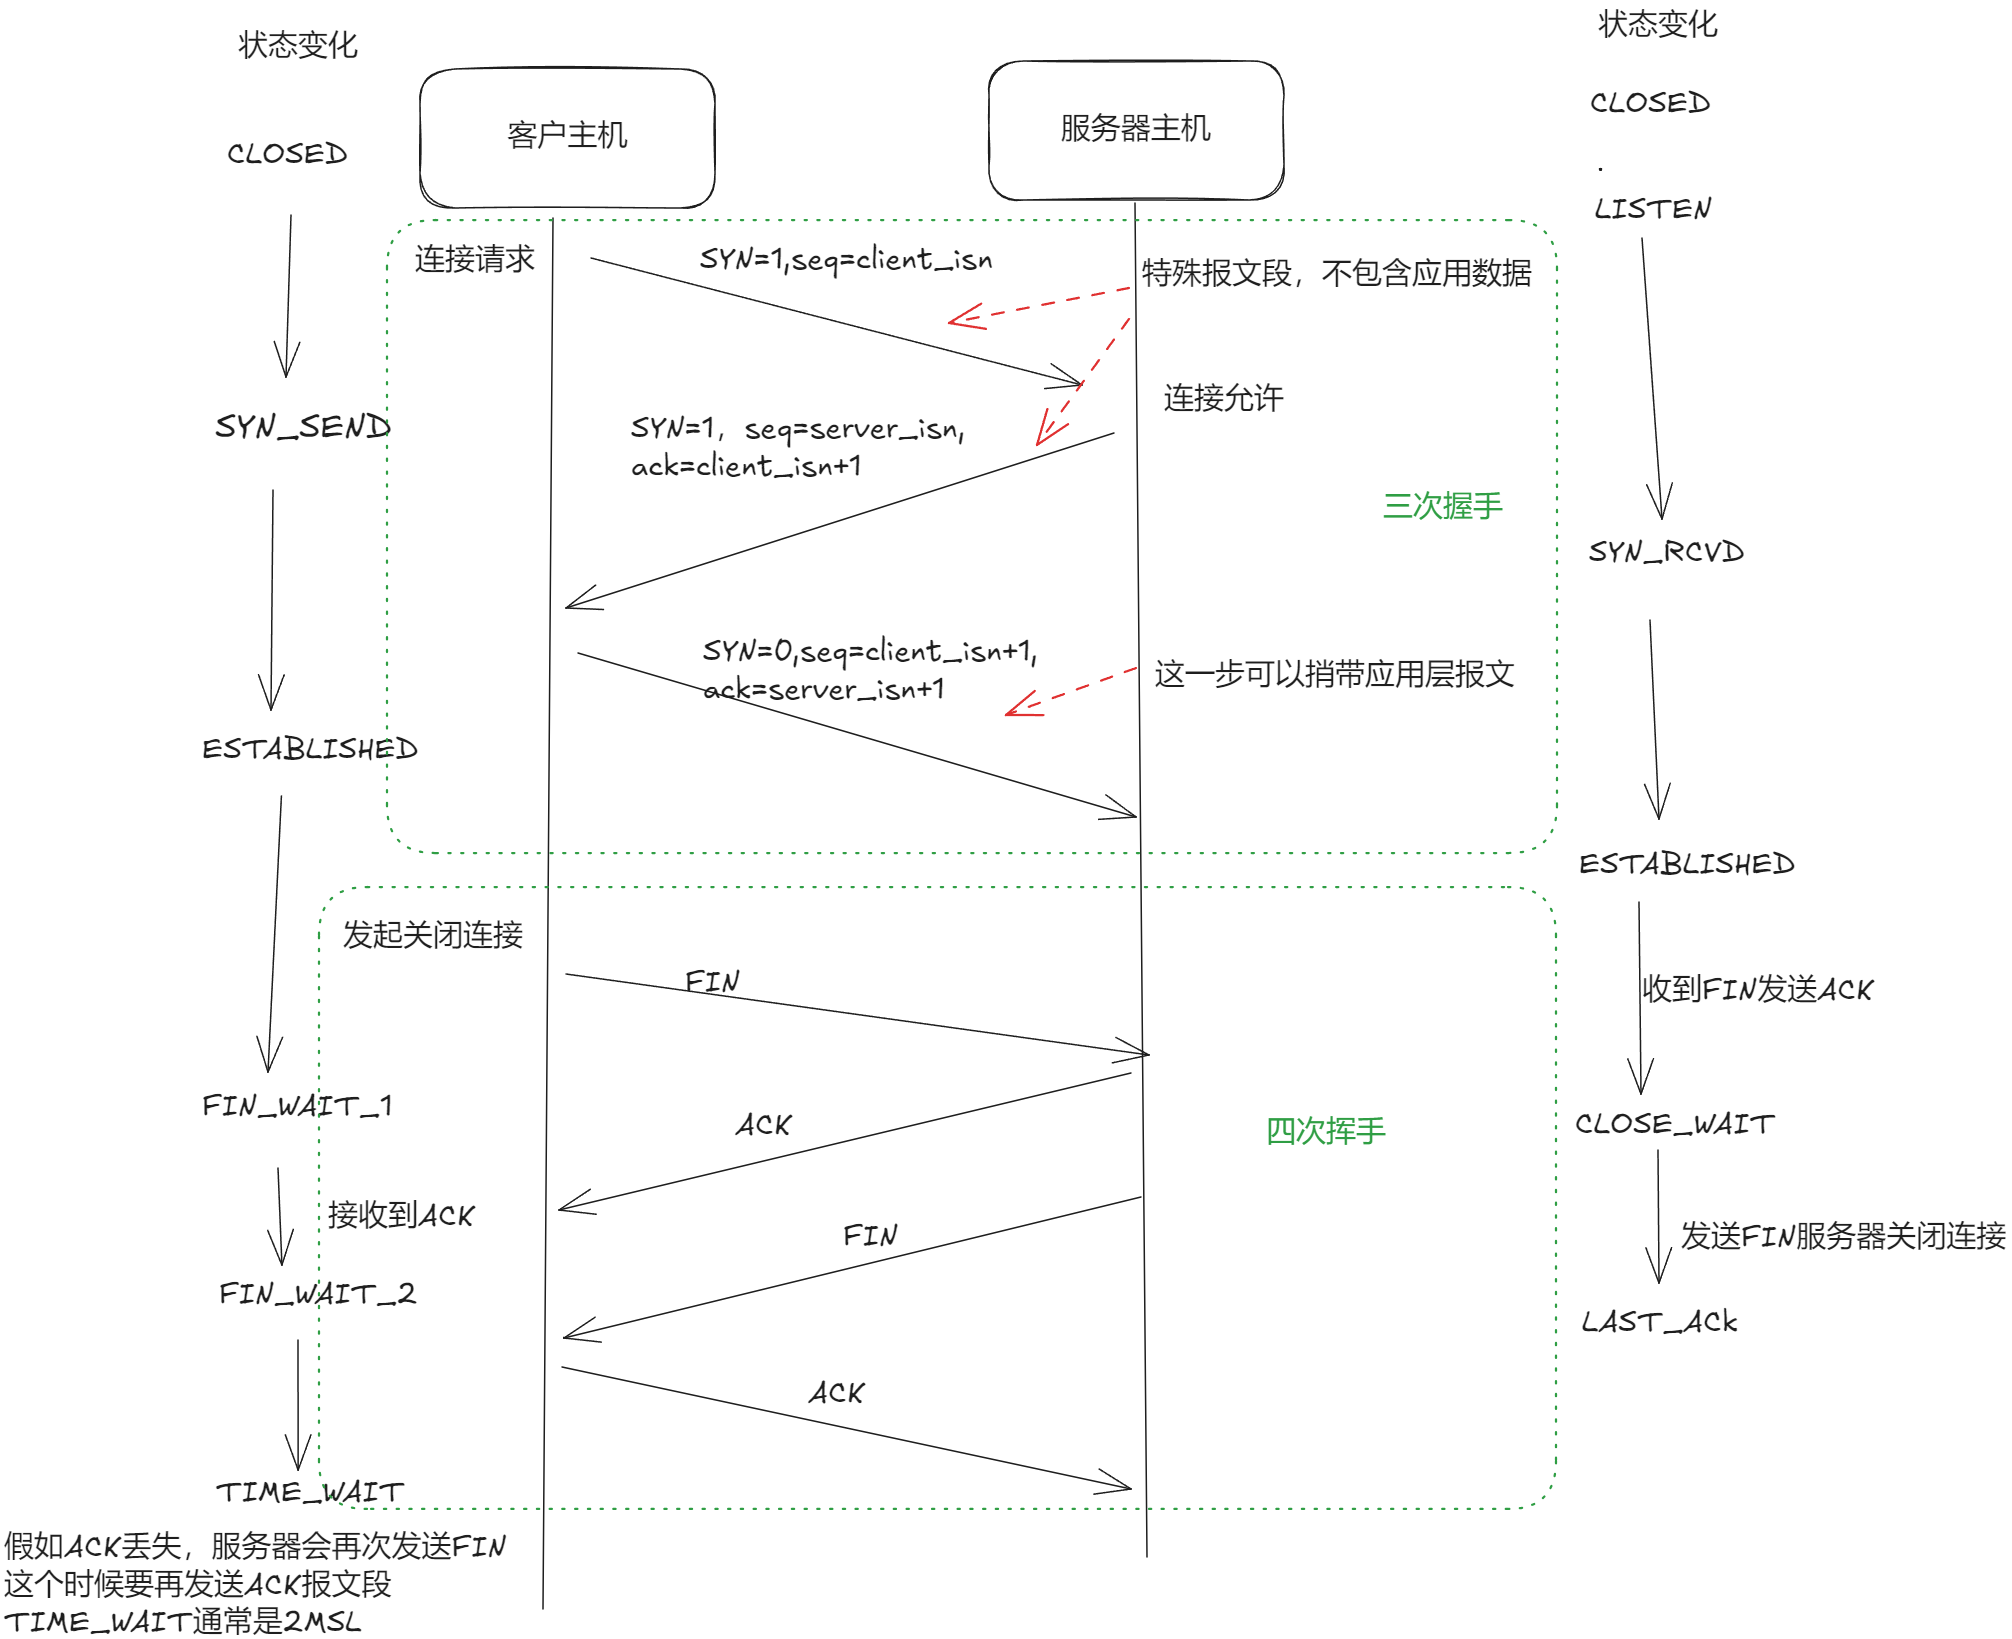 状态变化
状态变化
客户主机
服务器主机
CLOSED
CLOSED
.
LISTEN
连接请求
SYN=1,seq=client_isn
特殊报文段，不包含应用数据
连接允许
SYN_SEND
SYN=1，seq=server_isn,
ack=client_isn+1
三次握手
SYN_RCVD
SYN=0,seq=client_isn+1,
ack=server_isn+1
这一步可以捎带应用层报文
ESTABLISHED
ESTABLISHED
发起关闭连接
FIN
收到FIN发送ACK
FIN_WAIT_1
ACK
四次挥手
CLOSE_WAIT
接收到ACK
FIN
发送FIN服务器关闭连接
FIN_WAIT_2
LAST_ACk
ACK
TIME_WAIT
假如ACK丢失，服务器会再次发送FIN
这个时候要再发送ACK报文段
TIME_WAIT通常是2MSL